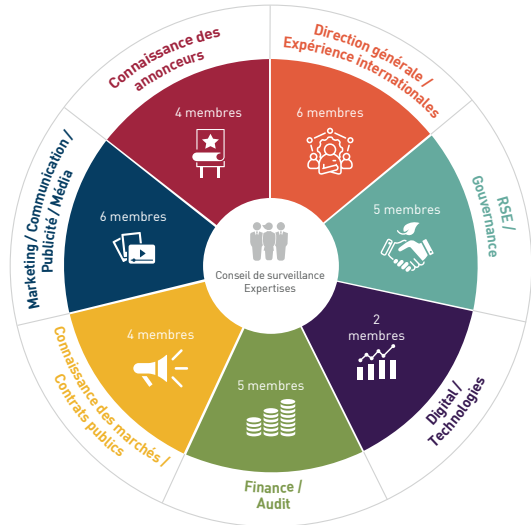 Direction générale /
Expérience internationales
6 membres
RSE /
Gouvernance
5 membres
Digital /
Technologies
2
membres
Finance /
Audit
5 membres
Connaissance des marchés /
Contrats publics
4 membres
Marketing / Communication /
Publicité / Média
6 membres
Connaissance des
annonceurs
4 membres
Conseil de surveillance
Expertises